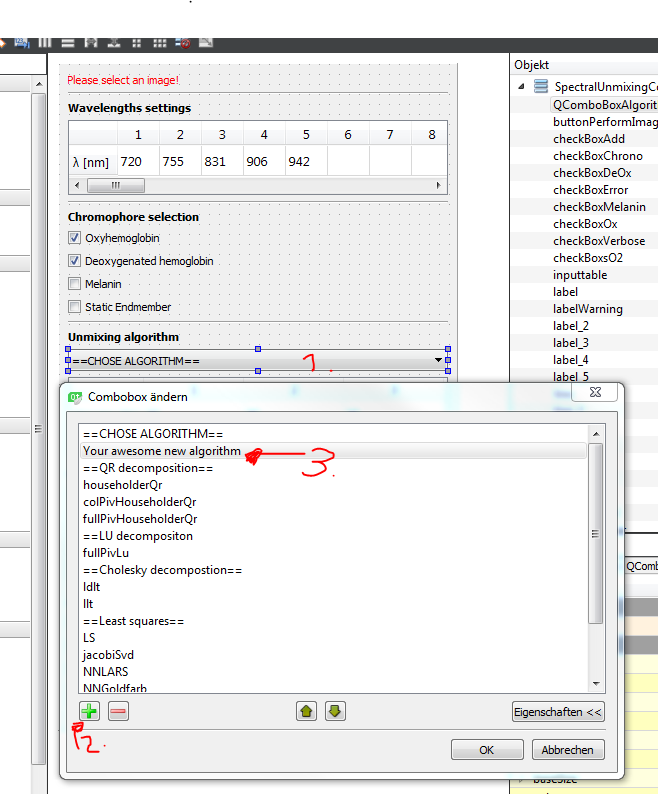 Objekt
Please select an image!
SpectralUnmixingCo
Wavelengths settings
QComboBoxAlgorit
buttonPerformImag
1 2 3 4 5 6 7 8
checkBoxAdd
λ [nm] 720 755 831 906 942
checkBoxChrono
checkBoxDeOx
checkBoxError
Chromophore selection
checkBoxMelanin
Oxyhemoglobin
checkBoxOx
checkBoxVerbose
Deoxygenated hemoglobin
checkBoxsO2
Melanin
inputtable
label
Static Endmember
labelWarning
label_2
Unmixing algorithm
label_3
==CHOSE ALGORITHM==
1.
label_4
label_5
Combobox ändern
==CHOSE ALGORITHM==
Your awesome new algorithm
3.
==QR decomposition==
householderQr
colPivHouseholderQr
fullPivHouseholderQr
==LU decompositon
fullPivLu
QComb
==Cholesky decompostion==
ldlt
llt
==Least squares==
LS
jacobiSvd
NNLARS
NNGoldfarb
Eigenschaften <<
2.
OK Abbrechen
baseSize